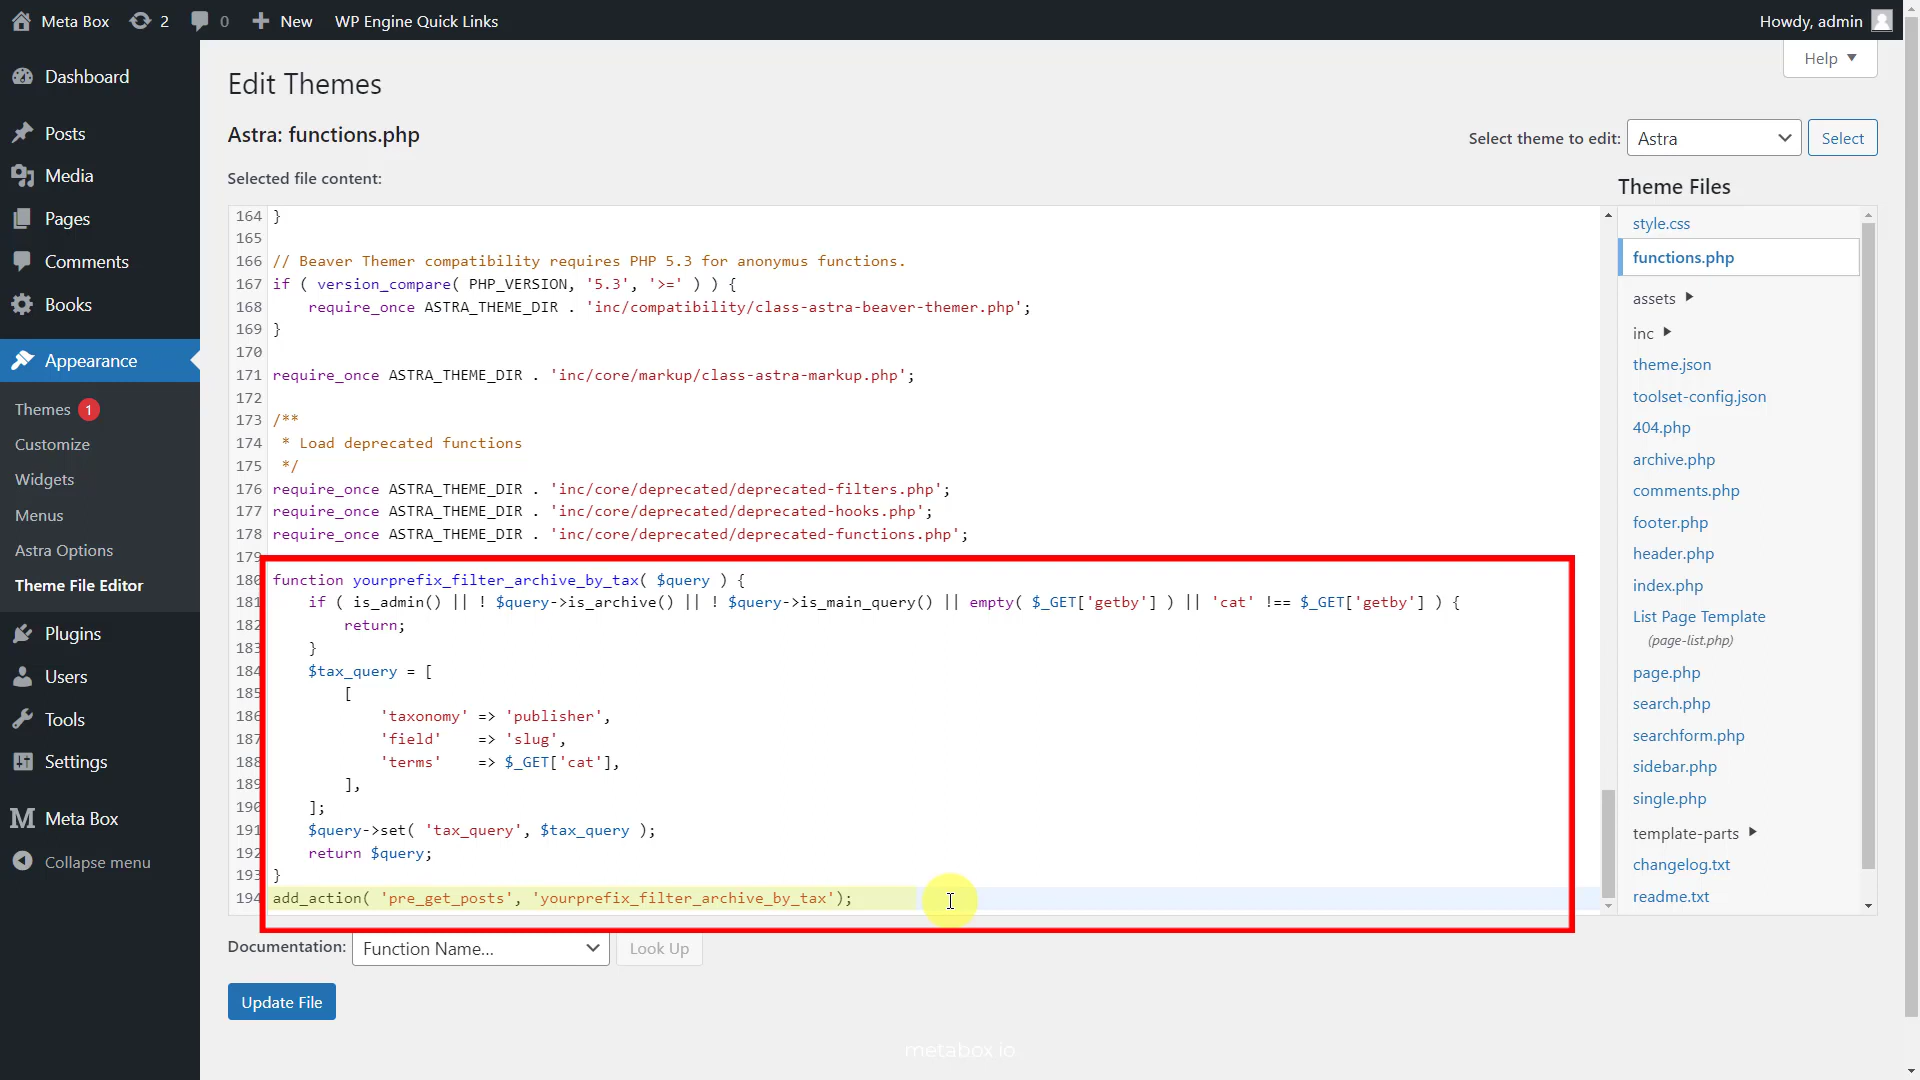 Meta Box 2 0 New WP Engine Quick Links Howdy, admin
Dashboard
Posts
Media
Pages
Comments
Books
Appearance
Themes 1
Customize
Widgets
Menus
Astra Options
Theme File Editor
Plugins
Users
Tools
Settings
Meta Box
Collapse menu
Help
Edit Themes
Astra: functions.php
Select theme to edit: Astra Select
Selected file content:
164 }
165
166 // Beaver Themer compatibility requires PHP 5.3 for anonymus functions.
167 if ( version_compare( PHP_VERSION, '5.3', '>=' ) ) {
168     require_once ASTRA_THEME_DIR . 'inc/compatibility/class-astra-beaver-themer.php';
169 }
170
171 require_once ASTRA_THEME_DIR . 'inc/core/markup/class-astra-markup.php';
172
173 /**
174  * Load deprecated functions
175  */
176 require_once ASTRA_THEME_DIR . 'inc/core/deprecated/deprecated-filters.php';
177 require_once ASTRA_THEME_DIR . 'inc/core/deprecated/deprecated-hooks.php';
178 require_once ASTRA_THEME_DIR . 'inc/core/deprecated/deprecated-functions.php';
179
180 function yourprefix_filter_archive_by_tax( $query ) {
181     if ( is_admin() || ! $query->is_archive() || ! $query->is_main_query() || empty( $_GET['getby'] ) || 'cat' !== $_GET['getby'] ) {
182         return;
183     }
184     $tax_query = [
185         [
186             'taxonomy' => 'publisher',
187             'field'    => 'slug',
188             'terms'    => $_GET['cat'],
189         ],
190     ];
191     $query->set( 'tax_query', $tax_query );
192     return $query;
193 }
194 add_action( 'pre_get_posts', 'yourprefix_filter_archive_by_tax');
Theme Files
style.css
functions.php
assets
inc
theme.json
toolset-config.json
404.php
archive.php
comments.php
footer.php
header.php
index.php
List Page Template
(page-list.php)
page.php
search.php
searchform.php
sidebar.php
single.php
template-parts
changelog.txt
readme.txt
Documentation: Function Name... Look Up
Update File
metabox.io